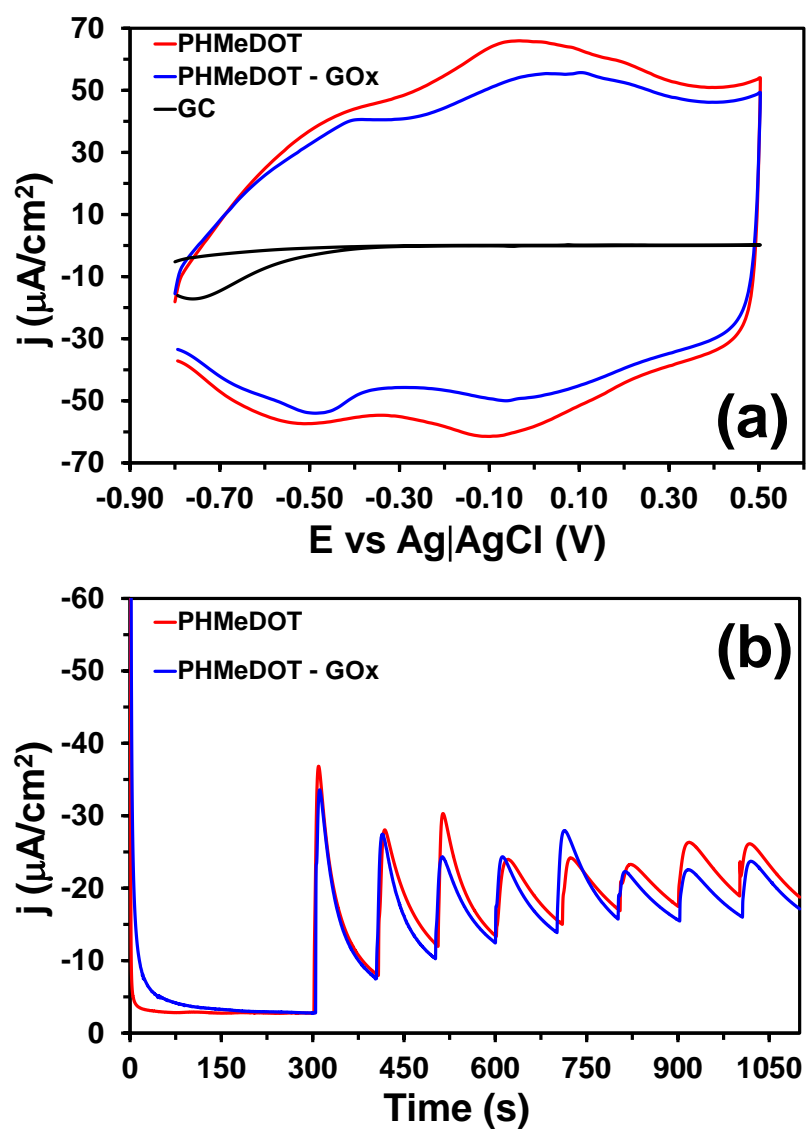 70
50
30
10
-10
-30
-50
-70
j (μA/cm²)
PHMeDOT
PHMeDOT - GOx
GC
(a)
-0.90 -0.70 -0.50 -0.30 -0.10 0.10 0.30 0.50
E vs Ag|AgCl (V)
-60
-50
-40
-30
-20
-10
0
j (μA/cm²)
PHMeDOT
PHMeDOT - GOx
(b)
0 150 300 450 600 750 900 1050
Time (s)